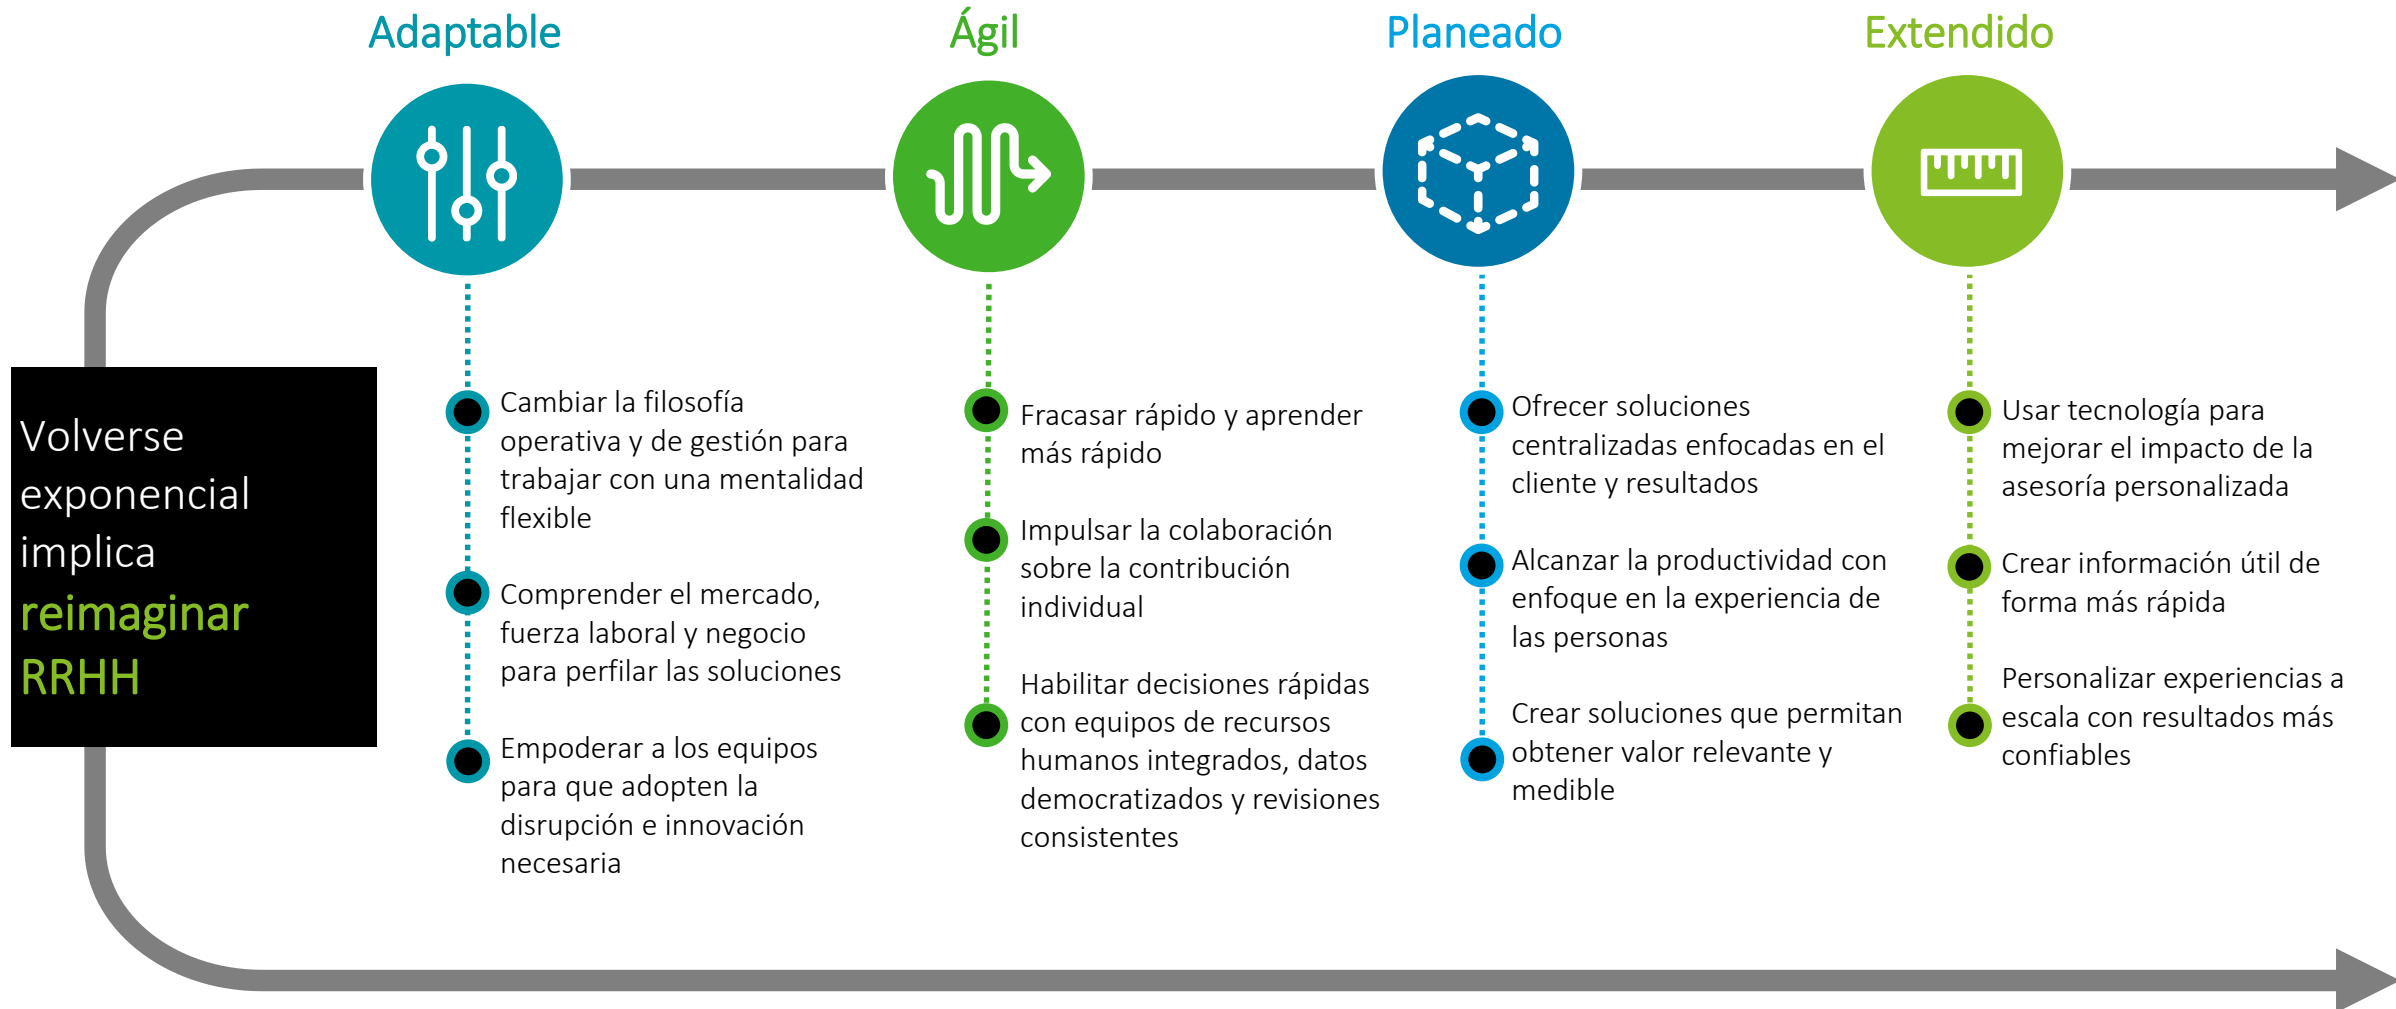 Adaptable
Ágil
Planeado
Extendido
Volverse
exponencial
implica
reimaginar
RRHH
Cambiar la filosofía
operativa y de gestión para
trabajar con una mentalidad
flexible
Comprender el mercado,
fuerza laboral y negocio
para perfilar las soluciones
Empoderar a los equipos
para que adopten la
disrupción e innovación
necesaria
Fracasar rápido y aprender
más rápido
Impulsar la colaboración
sobre la contribución
individual
Habilitar decisiones rápidas
con equipos de recursos
humanos integrados, datos
democratizados y revisiones
consistentes
Ofrecer soluciones
centralizadas enfocadas en el
cliente y resultados
Alcanzar la productividad con
enfoque en la experiencia de
las personas
Crear soluciones que permitan
obtener valor relevante y
medible
Usar tecnología para
mejorar el impacto de la
asesoría personalizada
Crear información útil de
forma más rápida
Personalizar experiencias a
escala con resultados más
confiables